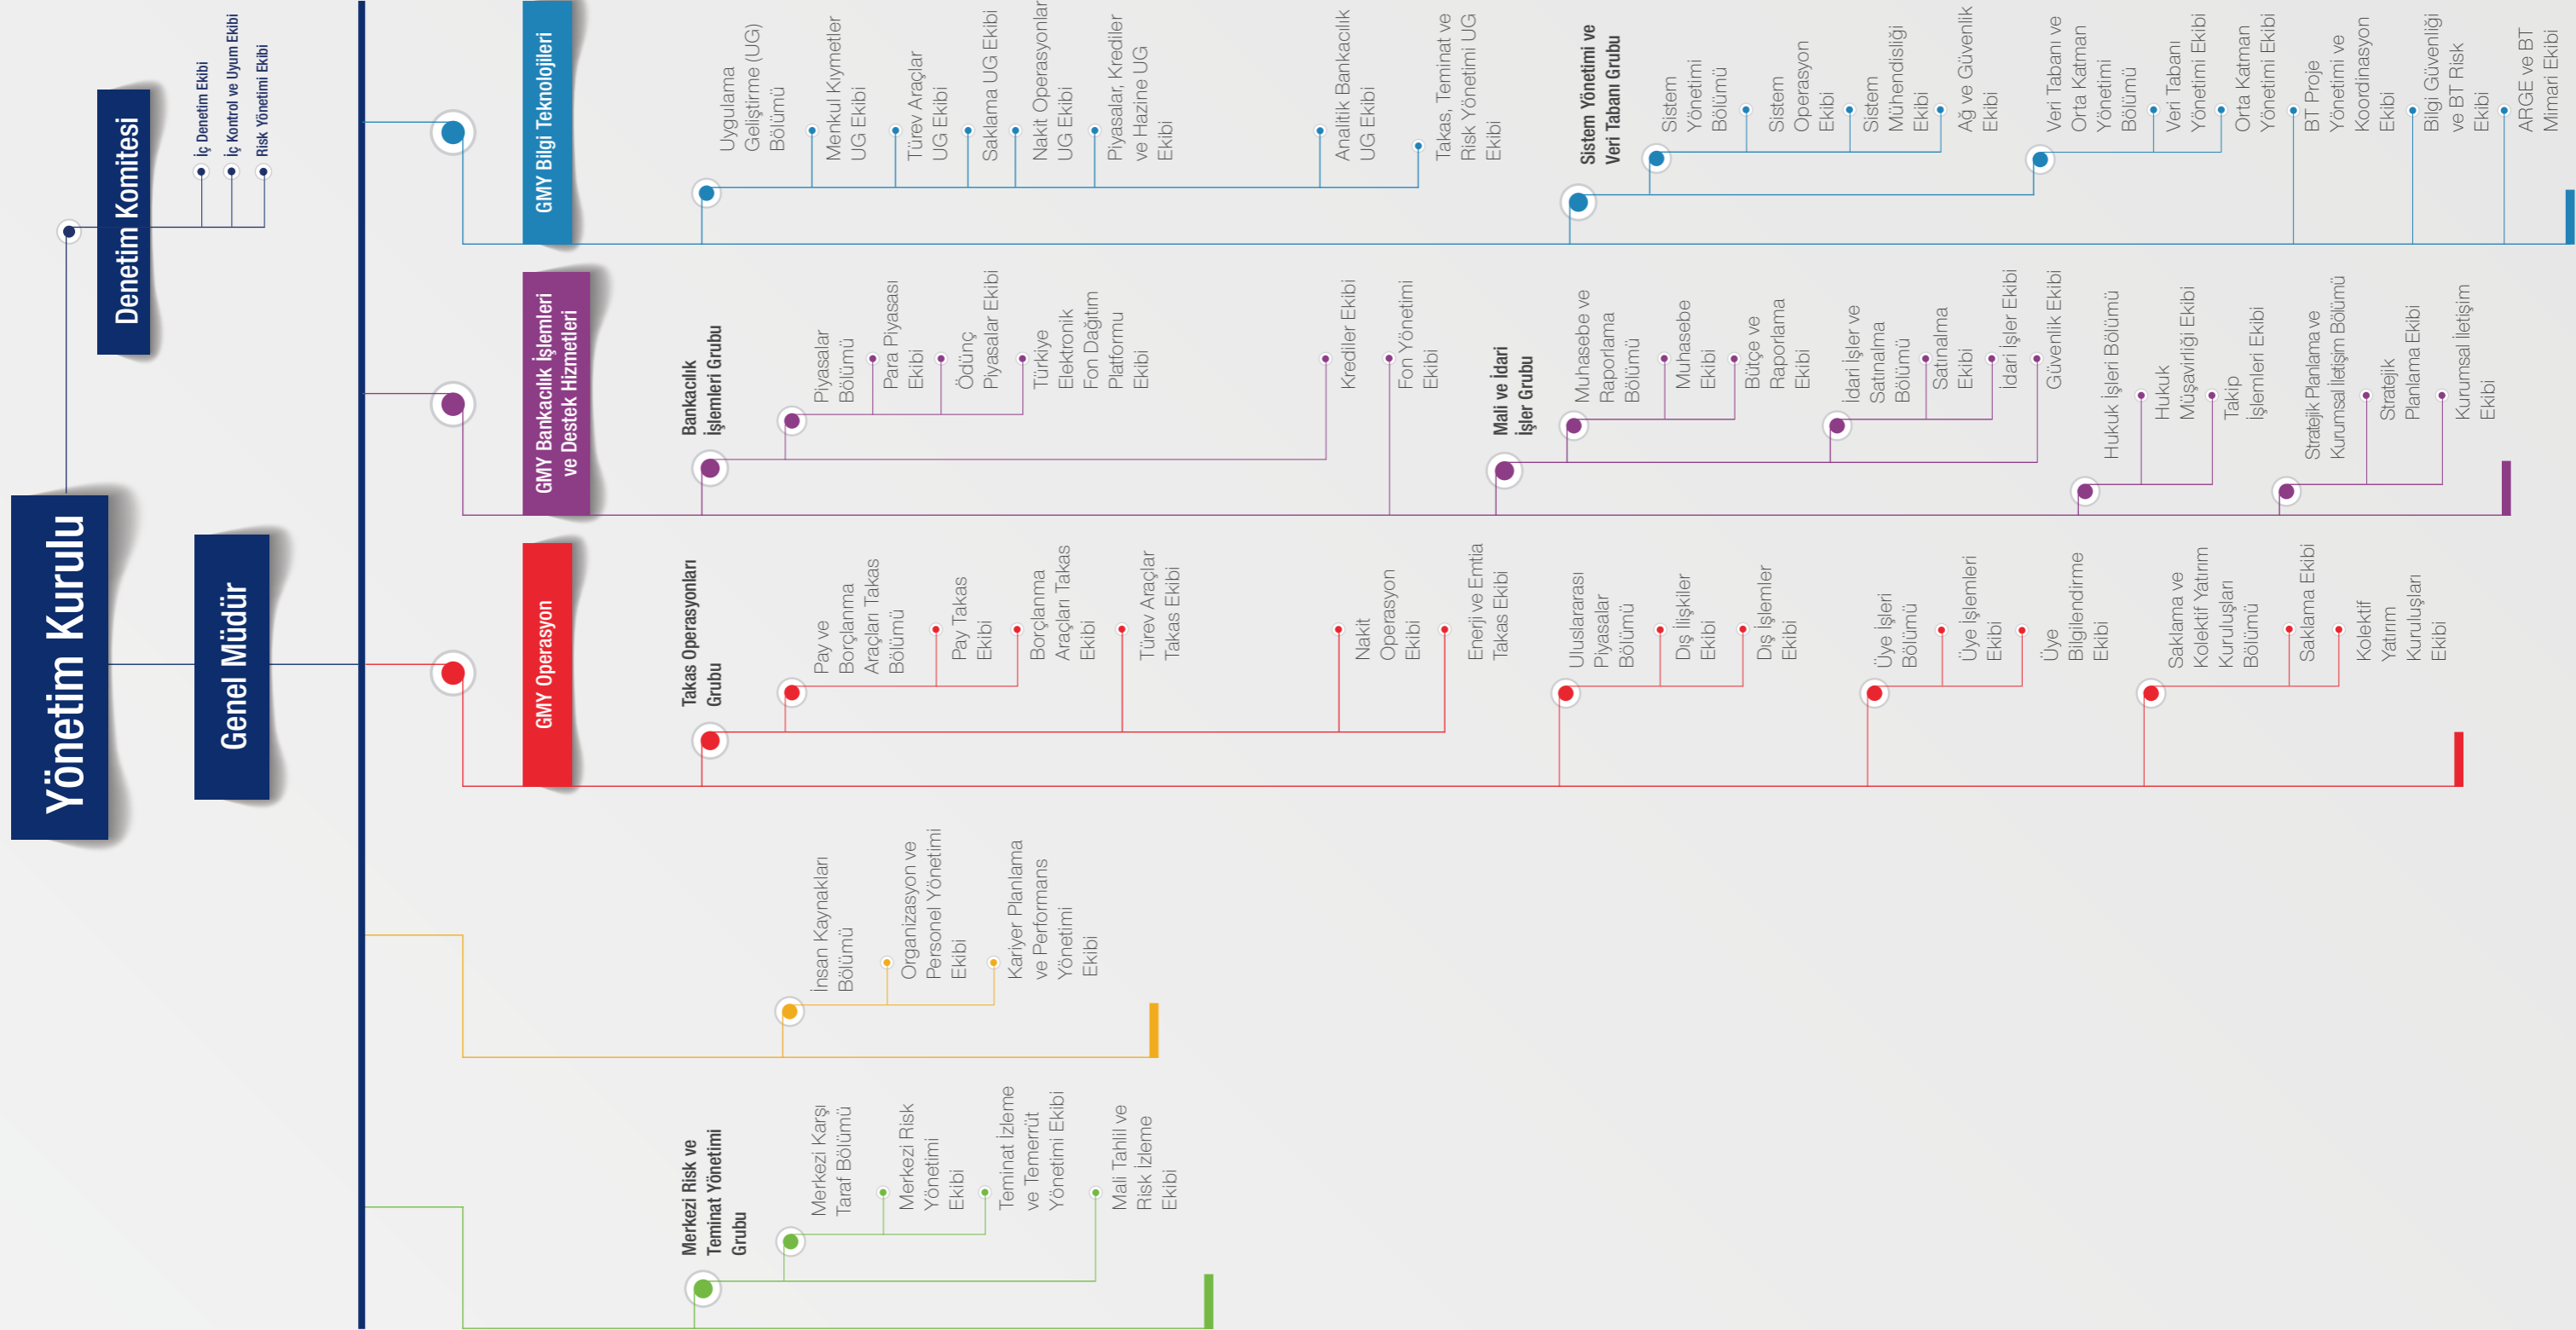 Yönetim Kurulu
Denetim Komitesi
İç Denetim Ekibi
İç Kontrol ve Uyum Ekibi
Risk Yönetimi Ekibi
Genel Müdür
Merkezi Risk ve
Teminat Yönetimi
Grubu
Merkezi Karşı
Taraf Bölümü
Merkezi Risk
Yönetimi
Ekibi
Teminat İzleme
ve Temerrüt
Yönetimi Ekibi
Mali Tahlil ve
Risk İzleme
Ekibi
İnsan Kaynakları
Bölümü
Organizasyon ve
Personel Yönetimi
Ekibi
Kariyer Planlama
ve Performans
Yönetimi
Ekibi
GMY Operasyon
Takas Operasyonları
Grubu
Pay ve
Borçlanma
Araçları Takas
Bölümü
Pay Takas
Ekibi
Borçlanma
Araçları Takas
Ekibi
Türev Araçlar
Takas Ekibi
Nakit
Operasyon
Ekibi
Enerji ve Emtia
Takas Ekibi
Uluslararası
Piyasalar
Bölümü
Dış İlişkiler
Ekibi
Dış İşlemler
Ekibi
Üye İşleri
Bölümü
Üye İşlemleri
Ekibi
Üye
Bilgilendirme
Ekibi
Saklama ve
Kolektif Yatırım
Kuruluşları
Bölümü
Saklama Ekibi
Kolektif
Yatırım
Kuruluşları
Ekibi
GMY Bankacılık İşlemleri
ve Destek Hizmetleri
Bankacılık
İşlemleri Grubu
Piyasalar
Bölümü
Para Piyasası
Ekibi
Ödünç
Piyasalar Ekibi
Türkiye
Elektronik
Fon Dağıtım
Platformu
Ekibi
Krediler Ekibi
Fon Yönetimi
Ekibi
Mali ve İdari
İşler Grubu
Muhasebe ve
Raporlama
Bölümü
Muhasebe
Ekibi
Bütçe ve
Raporlama
Ekibi
İdari İşler ve
Satınalma
Bölümü
Satınalma
Ekibi
İdari İşler Ekibi
Güvenlik Ekibi
Hukuk İşleri Bölümü
Hukuk
Müşavirliği Ekibi
Takip
İşlemleri Ekibi
Stratejik Planlama ve
Kurumsal İletişim Bölümü
Stratejik
Planlama Ekibi
Kurumsal İletişim
Ekibi
GMY Bilgi Teknolojileri
Uygulama
Geliştirme (UG)
Bölümü
Menkul Kıymetler
UG Ekibi
Türev Araçlar
UG Ekibi
Saklama UG Ekibi
Nakit Operasyonlar
UG Ekibi
Piyasalar, Krediler
ve Hazine UG
Ekibi
Analitik Bankacılık
UG Ekibi
Takas, Teminat ve
Risk Yönetimi UG
Ekibi
Sistem Yönetimi ve
Veri Tabanı Grubu
Sistem
Yönetimi
Bölümü
Sistem
Operasyon
Ekibi
Sistem
Mühendisliği
Ekibi
Ağ ve Güvenlik
Ekibi
Veri Tabanı ve
Orta Katman
Yönetimi
Bölümü
Veri Tabanı
Yönetimi Ekibi
Orta Katman
Yönetimi Ekibi
BT Proje
Yönetimi ve
Koordinasyon
Ekibi
Bilgi Güvenliği
ve BT Risk
Ekibi
ARGE ve BT
Mimari Ekibi